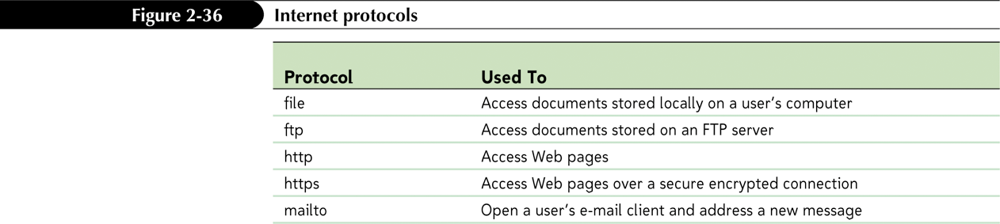 Figure 2-36 Internet protocols
Protocol Used To
file Access documents stored locally on a user’s computer
ftp Access documents stored on an FTP server
http Access Web pages
https Access Web pages over a secure encrypted connection
mailto Open a user’s e-mail client and address a new message